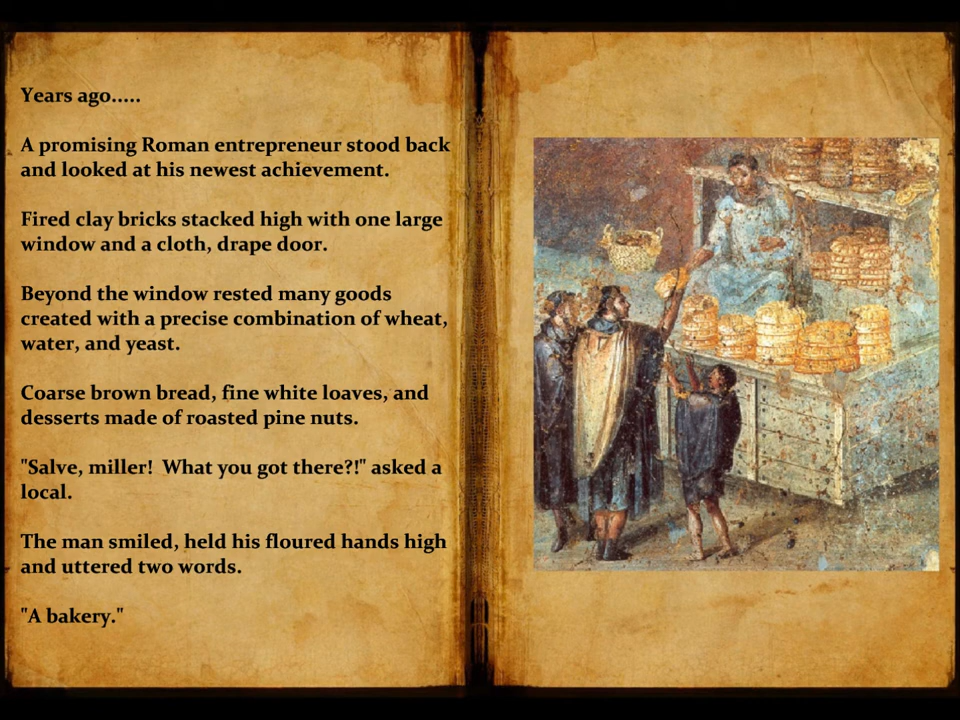 Years ago.....
A promising Roman entrepreneur stood back
and looked at his newest achievement.
Fired clay bricks stacked high with one large
window and a cloth, drape door.
Beyond the window rested many goods
created with a precise combination of wheat,
water, and yeast.
Coarse brown bread, fine white loaves, and
desserts made of roasted pine nuts.
"Salve, miller!  What you got there?!" asked a
local.
The man smiled, held his floured hands high
and uttered two words.
"A bakery."